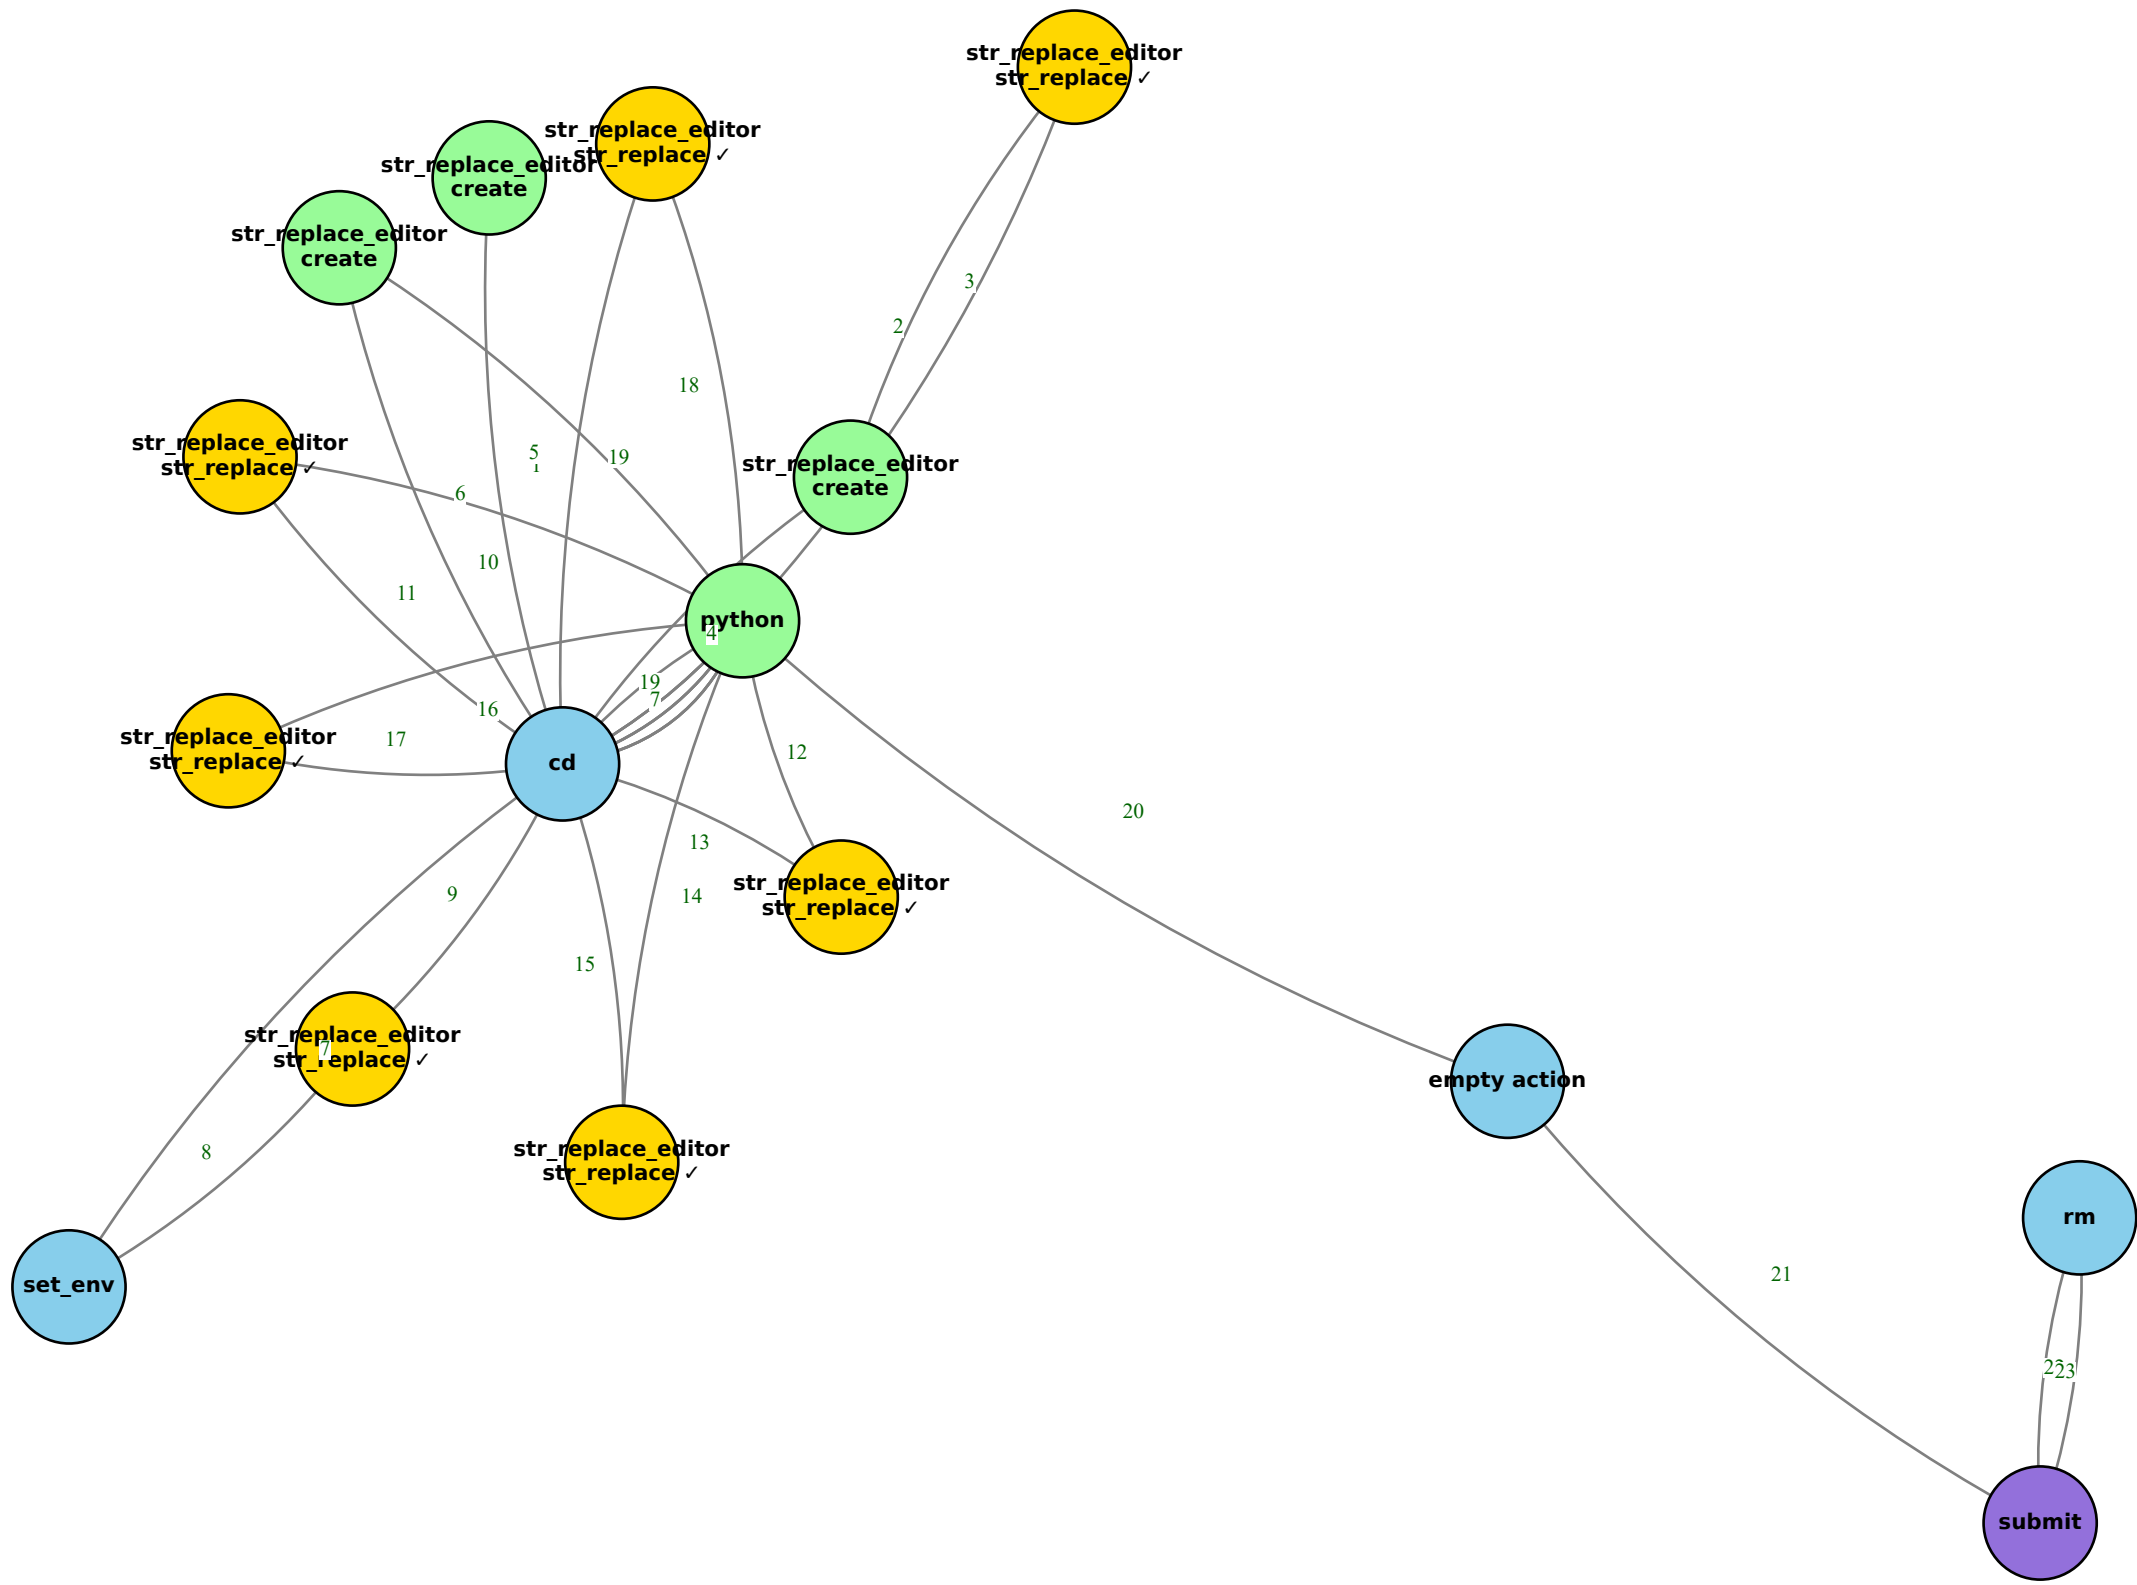 str_replace_editor
str_replace ✓
str_replace_editor
str_replace ✓
str_replace_editor
create
str_replace_editor
create
3
2
18
5
1
19
str_replace_editor
str_replace ✓
6
str_replace_editor
create
10
11
python
4
19
7
16
17
str_replace_editor
str_replace ✓
cd
12
20
13
9
14
str_replace_editor
str_replace ✓
15
str_replace_editor
str_replace ✓
7
empty action
8
str_replace_editor
str_replace ✓
rm
21
set_env
23
submit